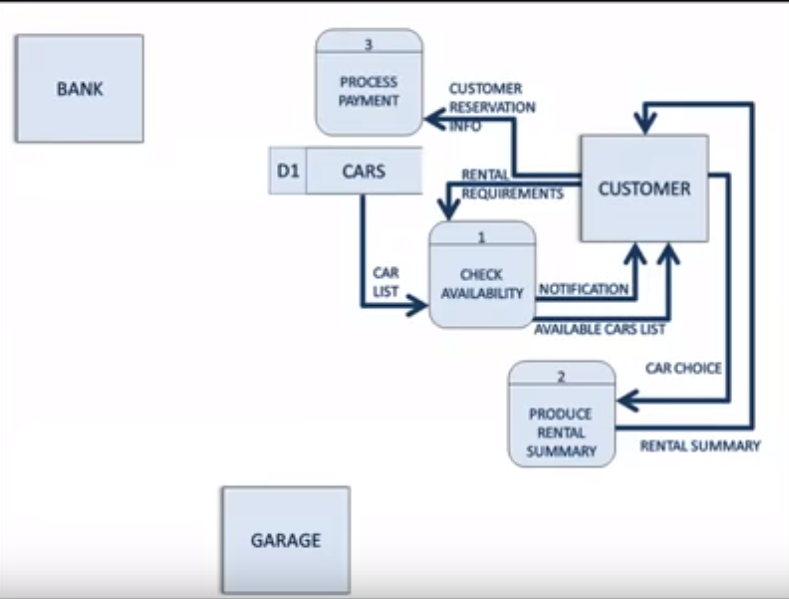 BANK
3
PROCESS
PAYMENT
CUSTOMER
RESERVATION
INFO
D1 CARS
RENTAL
REQUIREMENTS
CUSTOMER
1
CHECK
AVAILABILITY
CAR
LIST
NOTIFICATION
AVAILABLE CARS LIST
CAR CHOICE
2
PRODUCE
RENTAL
SUMMARY
RENTAL SUMMARY
GARAGE